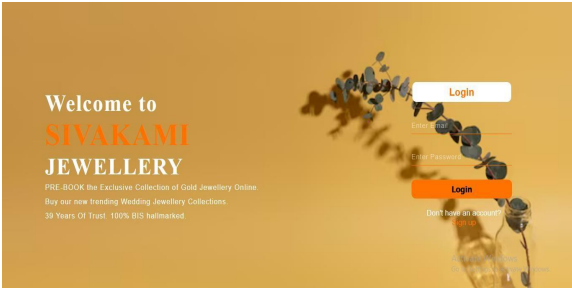 Welcome to
SIVAKAMI
JEWELLERY
PRE-BOOK the Exclusive Collection of Gold Jewellery Online.
Buy our new trending Wedding Jewellery Collections.
39 Years Of Trust. 100% BIS hallmarked
Login
Enter Email
Enter Password
Login
Don't have an account?
Sign up